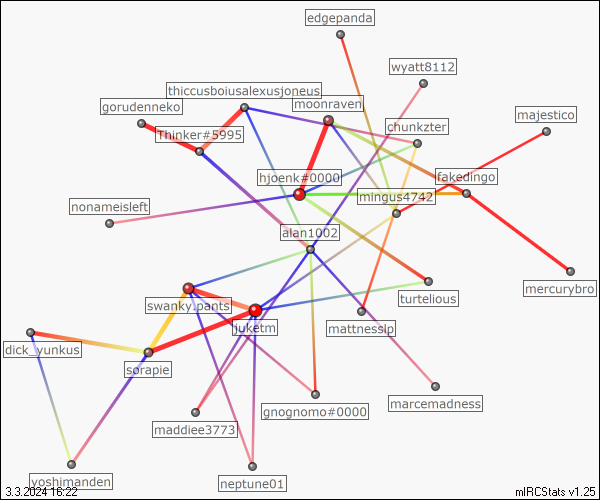 edgepanda
wyatt8112
thiccusboiusalexusjoneus
gorudenneko
moonraven
majestico
chunkzter
Thinker#5995
hjoenk#0000
fakedingo
mingus4742
nonameisleft
alan1002
mercurybro
turtelious
swanky.pants
juketm
mattnesslp
dick_yunkus
sorapie
marcemadness
gnognomo#0000
maddiee3773
yoshimanden
neptune01
3.3.2024 16:22
mIRCStats v1.25